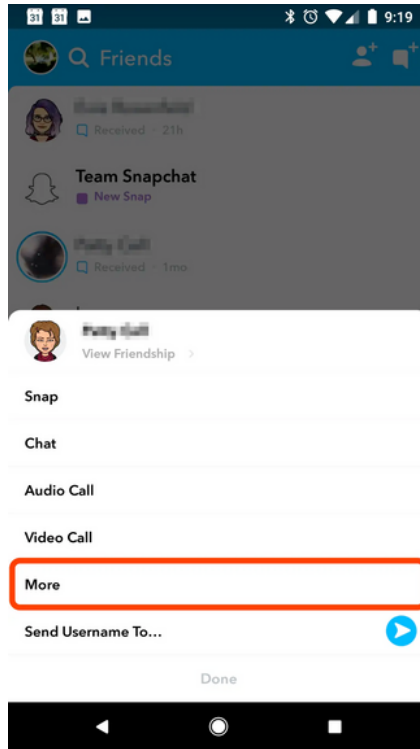 31 31 9:19
Friends
Received · 21h
Team Snapchat
New Snap
Received · 1mo
View Friendship
Snap
Chat
Audio Call
Video Call
More
Send Username To...
Done